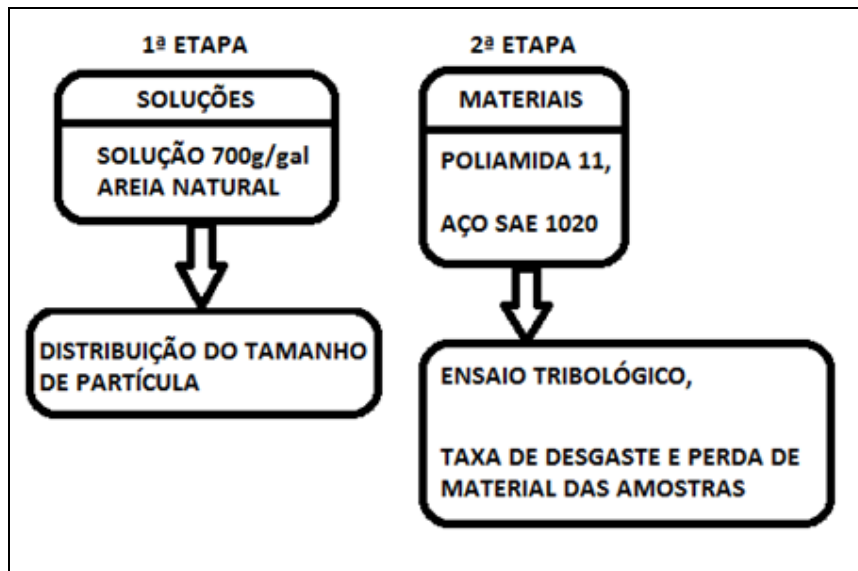 1ª ETAPA
SOLUÇÕES
SOLUÇÃO 700g/gal
AREIA NATURAL
DISTRIBUIÇÃO DO TAMANHO
DE PARTÍCULA
2ª ETAPA
MATERIAIS
POLIAMIDA 11,
AÇO SAE 1020
ENSAIO TRIBOLÓGICO,
TAXA DE DESGASTE E PERDA DE
MATERIAL DAS AMOSTRAS